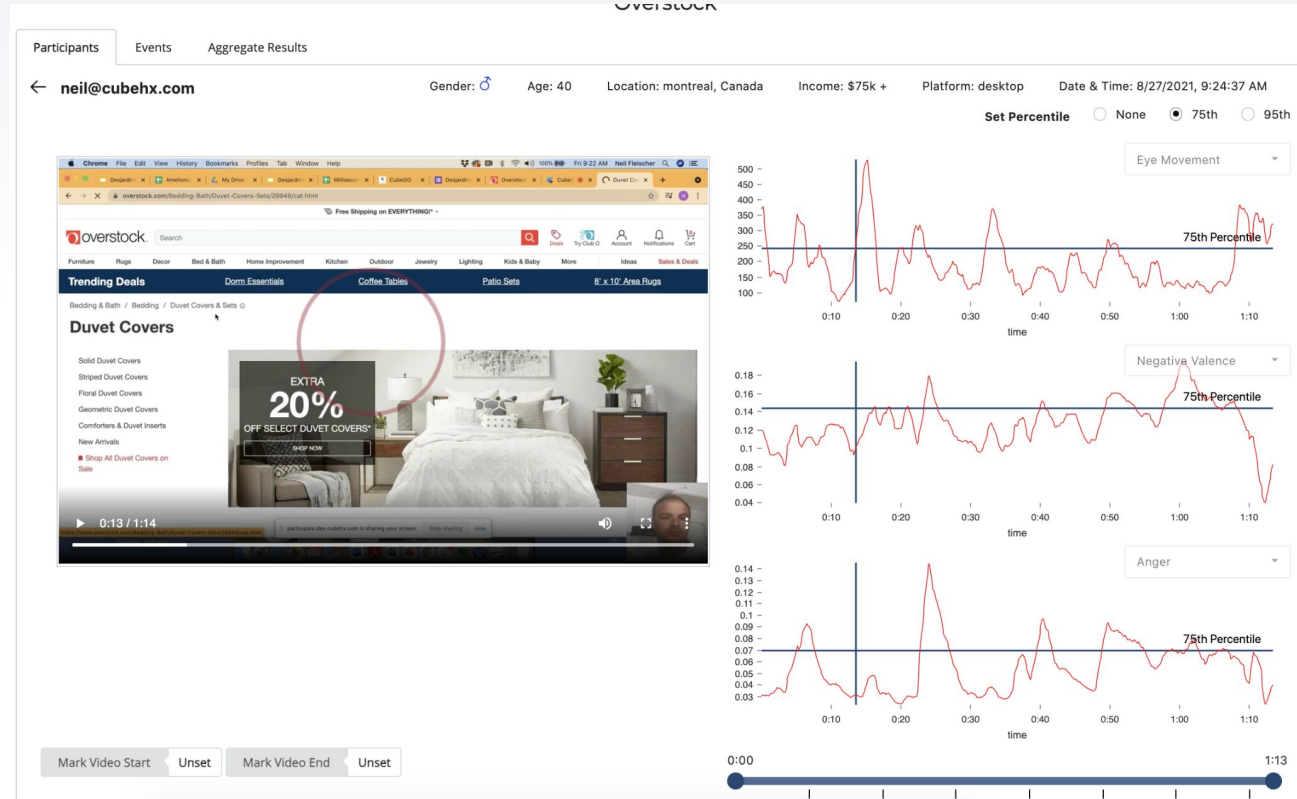 Overstock
Participants Events Aggregate Results
← neil@cubehx.com Gender: ♂ Age: 40 Location: montreal, Canada Income: $75k + Platform: desktop Date & Time: 8/27/2021, 9:24:37 AM
Set Percentile None 75th 95th
Chrome File Edit View History Bookmarks Profiles Tab Window Help 100% Fri 9:22 AM Neil Fleischer
My Drive Overstoc Duvet Co
overstock.com/Bedding-Bath/Duvet-Covers-Sets/29949/cat.html
Free Shipping on EVERYTHING!*
overstock. Search Deals Try Club O Account Notifications Cart
Furniture Rugs Decor Bed & Bath Home Improvement Kitchen Outdoor Jewelry Lighting Kids & Baby More Ideas Sales & Deals
Trending Deals Dorm Essentials Coffee Tables Patio Sets 8' x 10' Area Rugs
Bedding & Bath / Bedding / Duvet Covers & Sets
Duvet Covers
Solid Duvet Covers
Striped Duvet Covers
Floral Duvet Covers
Geometric Duvet Covers
Comforters & Duvet Inserts
New Arrivals
Shop All Duvet Covers on
Sale
EXTRA
20%
OFF SELECT DUVET COVERS*
SHOP NOW
0:13 / 1:14
participate.dev.cubehx.com is sharing your screen. Stop sharing Hide
Eye Movement
500
450
400
350
300
250
200
150
100
75th Percentile
0:10 0:20 0:30 0:40 0:50 1:00 1:10
time
Negative Valence
0.18
0.16
0.14
0.12
0.1
0.08
0.06
0.04
75th Percentile
0:10 0:20 0:30 0:40 0:50 1:00 1:10
time
Anger
0.14
0.13
0.12
0.11
0.1
0.09
0.08
0.07
0.06
0.05
0.04
0.03
75th Percentile
0:10 0:20 0:30 0:40 0:50 1:00 1:10
time
Mark Video Start Unset Mark Video End Unset
0:00 1:13